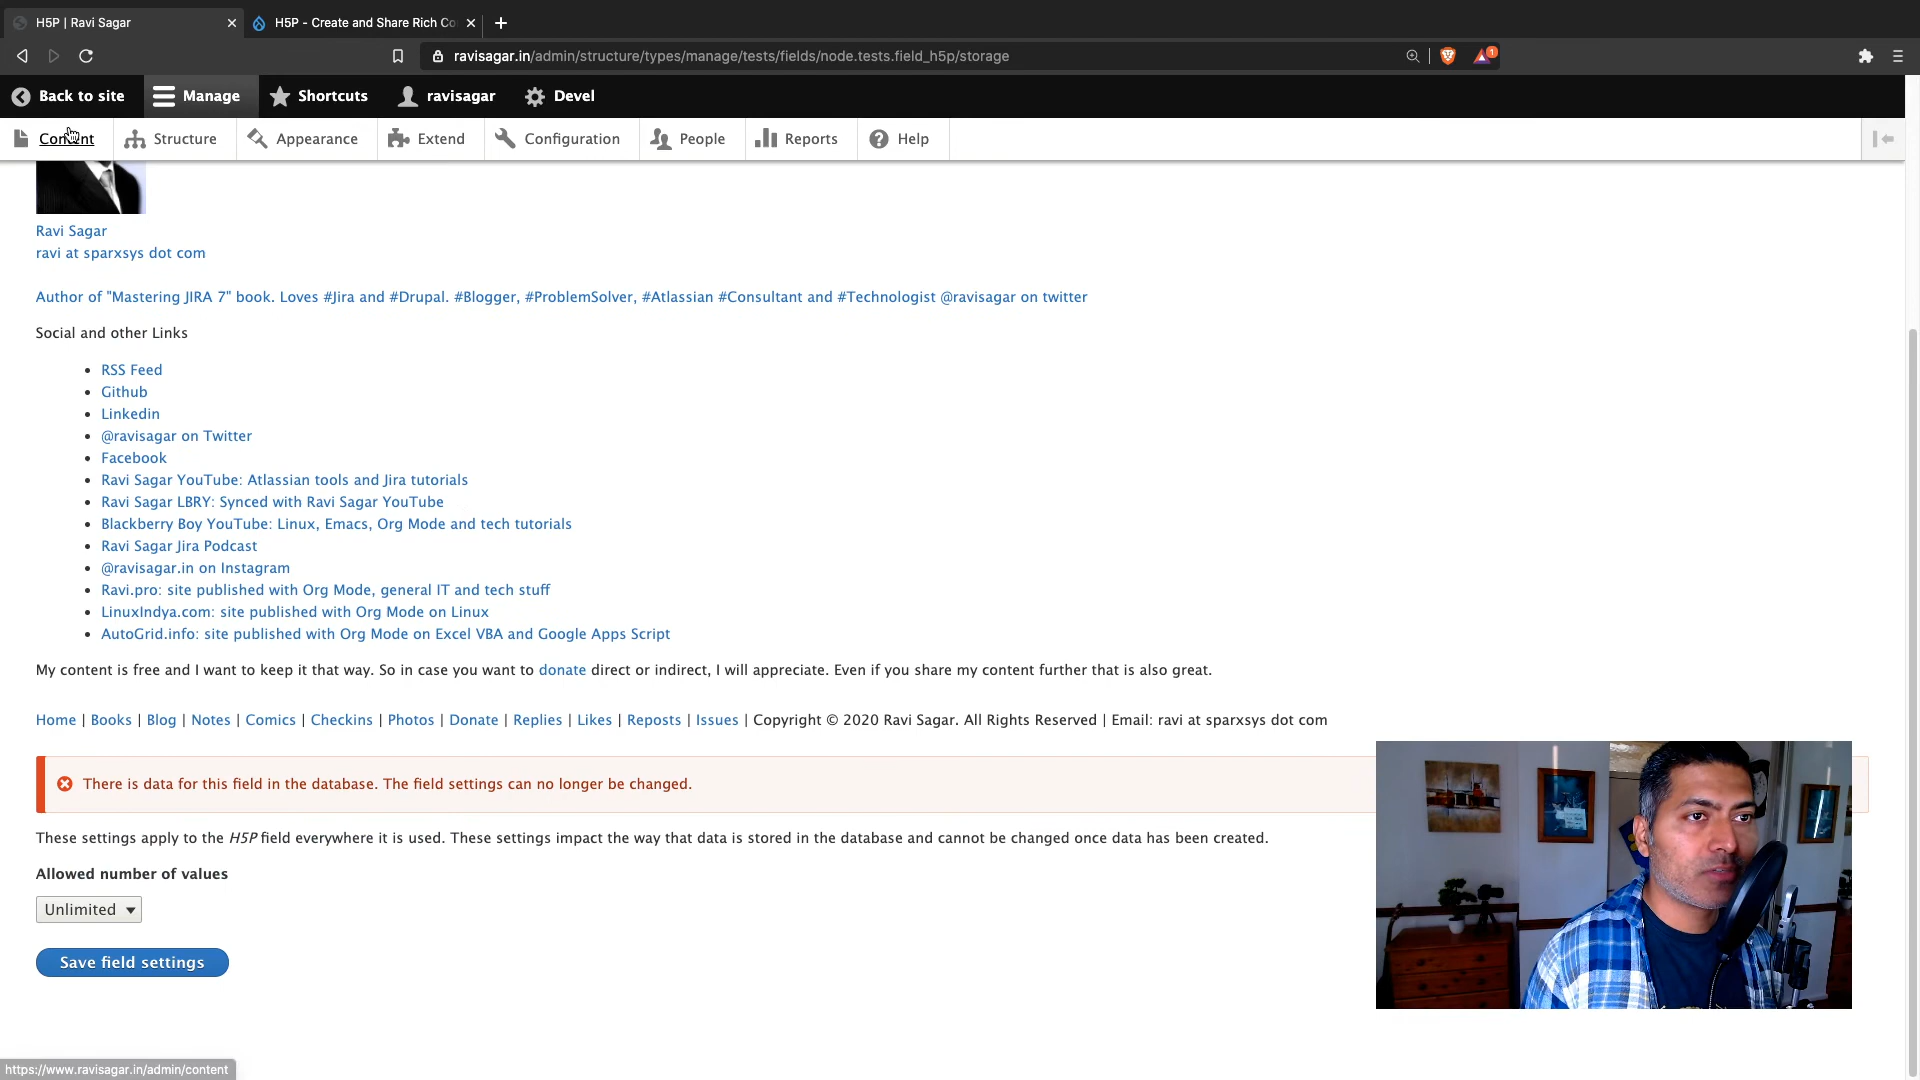 H5P | Ravi Sagar
H5P - Create and Share Rich Co
ravisagar.in/admin/structure/types/manage/tests/fields/node.tests.field_h5p/storage
1
Back to site
Manage
Shortcuts
ravisagar
Devel
Content
Structure
Appearance
Extend
Configuration
People
Reports
Help
Ravi Sagar
ravi at sparxsys dot com
Author of "Mastering JIRA 7" book. Loves #Jira and #Drupal. #Blogger, #ProblemSolver, #Atlassian #Consultant and #Technologist @ravisagar on twitter
Social and other Links
RSS Feed
Github
Linkedin
@ravisagar on Twitter
Facebook
Ravi Sagar YouTube: Atlassian tools and Jira tutorials
Ravi Sagar LBRY: Synced with Ravi Sagar YouTube
Blackberry Boy YouTube: Linux, Emacs, Org Mode and tech tutorials
Ravi Sagar Jira Podcast
@ravisagar.in on Instagram
Ravi.pro: site published with Org Mode, general IT and tech stuff
LinuxIndya.com: site published with Org Mode on Linux
AutoGrid.info: site published with Org Mode on Excel VBA and Google Apps Script
My content is free and I want to keep it that way. So in case you want to donate direct or indirect, I will appreciate. Even if you share my content further that is also great.
Home | Books | Blog | Notes | Comics | Checkins | Photos | Donate | Replies | Likes | Reposts | Issues | Copyright © 2020 Ravi Sagar. All Rights Reserved | Email: ravi at sparxsys dot com
There is data for this field in the database. The field settings can no longer be changed.
These settings apply to the H5P field everywhere it is used. These settings impact the way that data is stored in the database and cannot be changed once data has been created.
Allowed number of values
Unlimited
Save field settings
https://www.ravisagar.in/admin/content